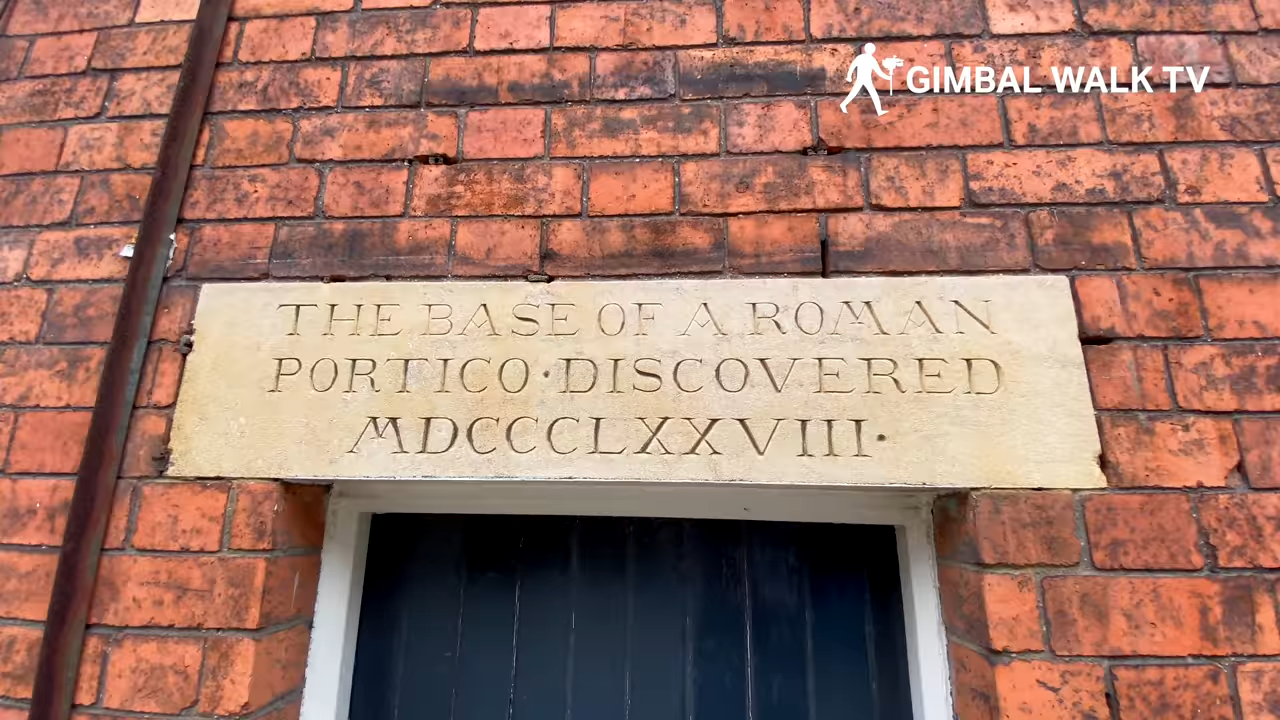 GIMBAL WALK TV
THE BASE OF A ROMAN
PORTICO·DISCOVERED
MDCCCLXXVIII·